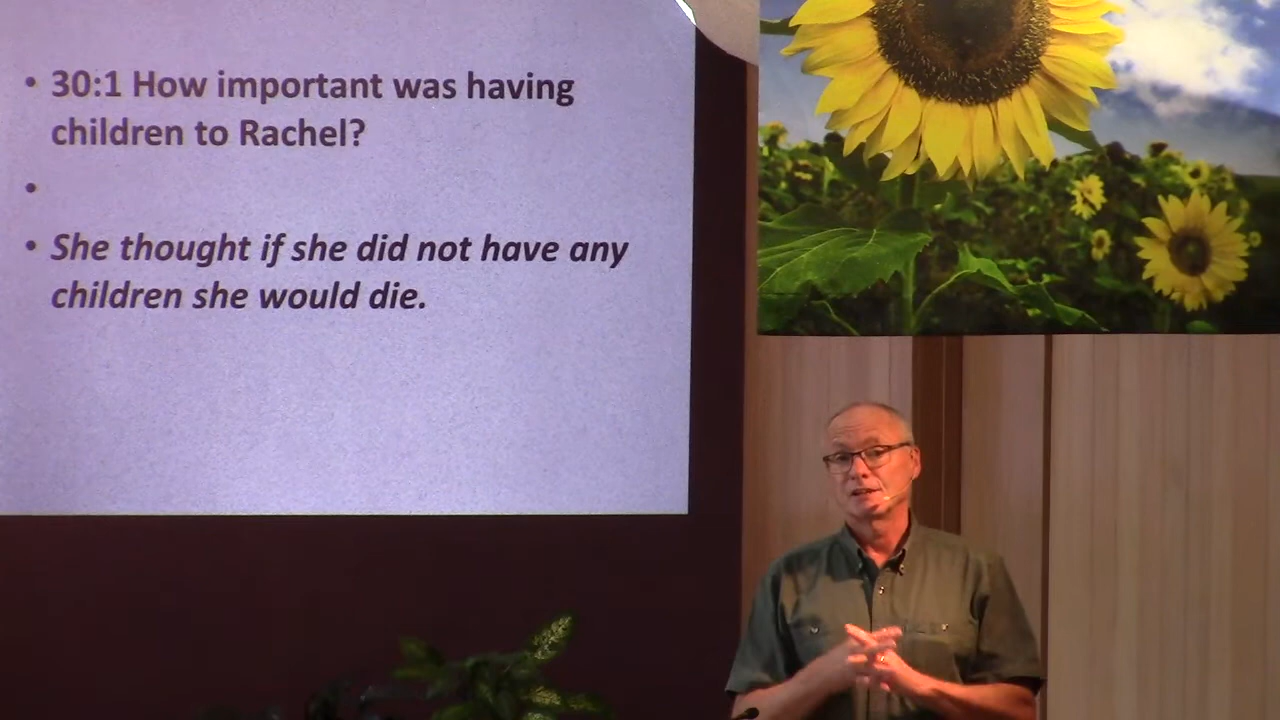 • 30:1 How important was having
children to Rachel?
•
• She thought if she did not have any
children she would die.